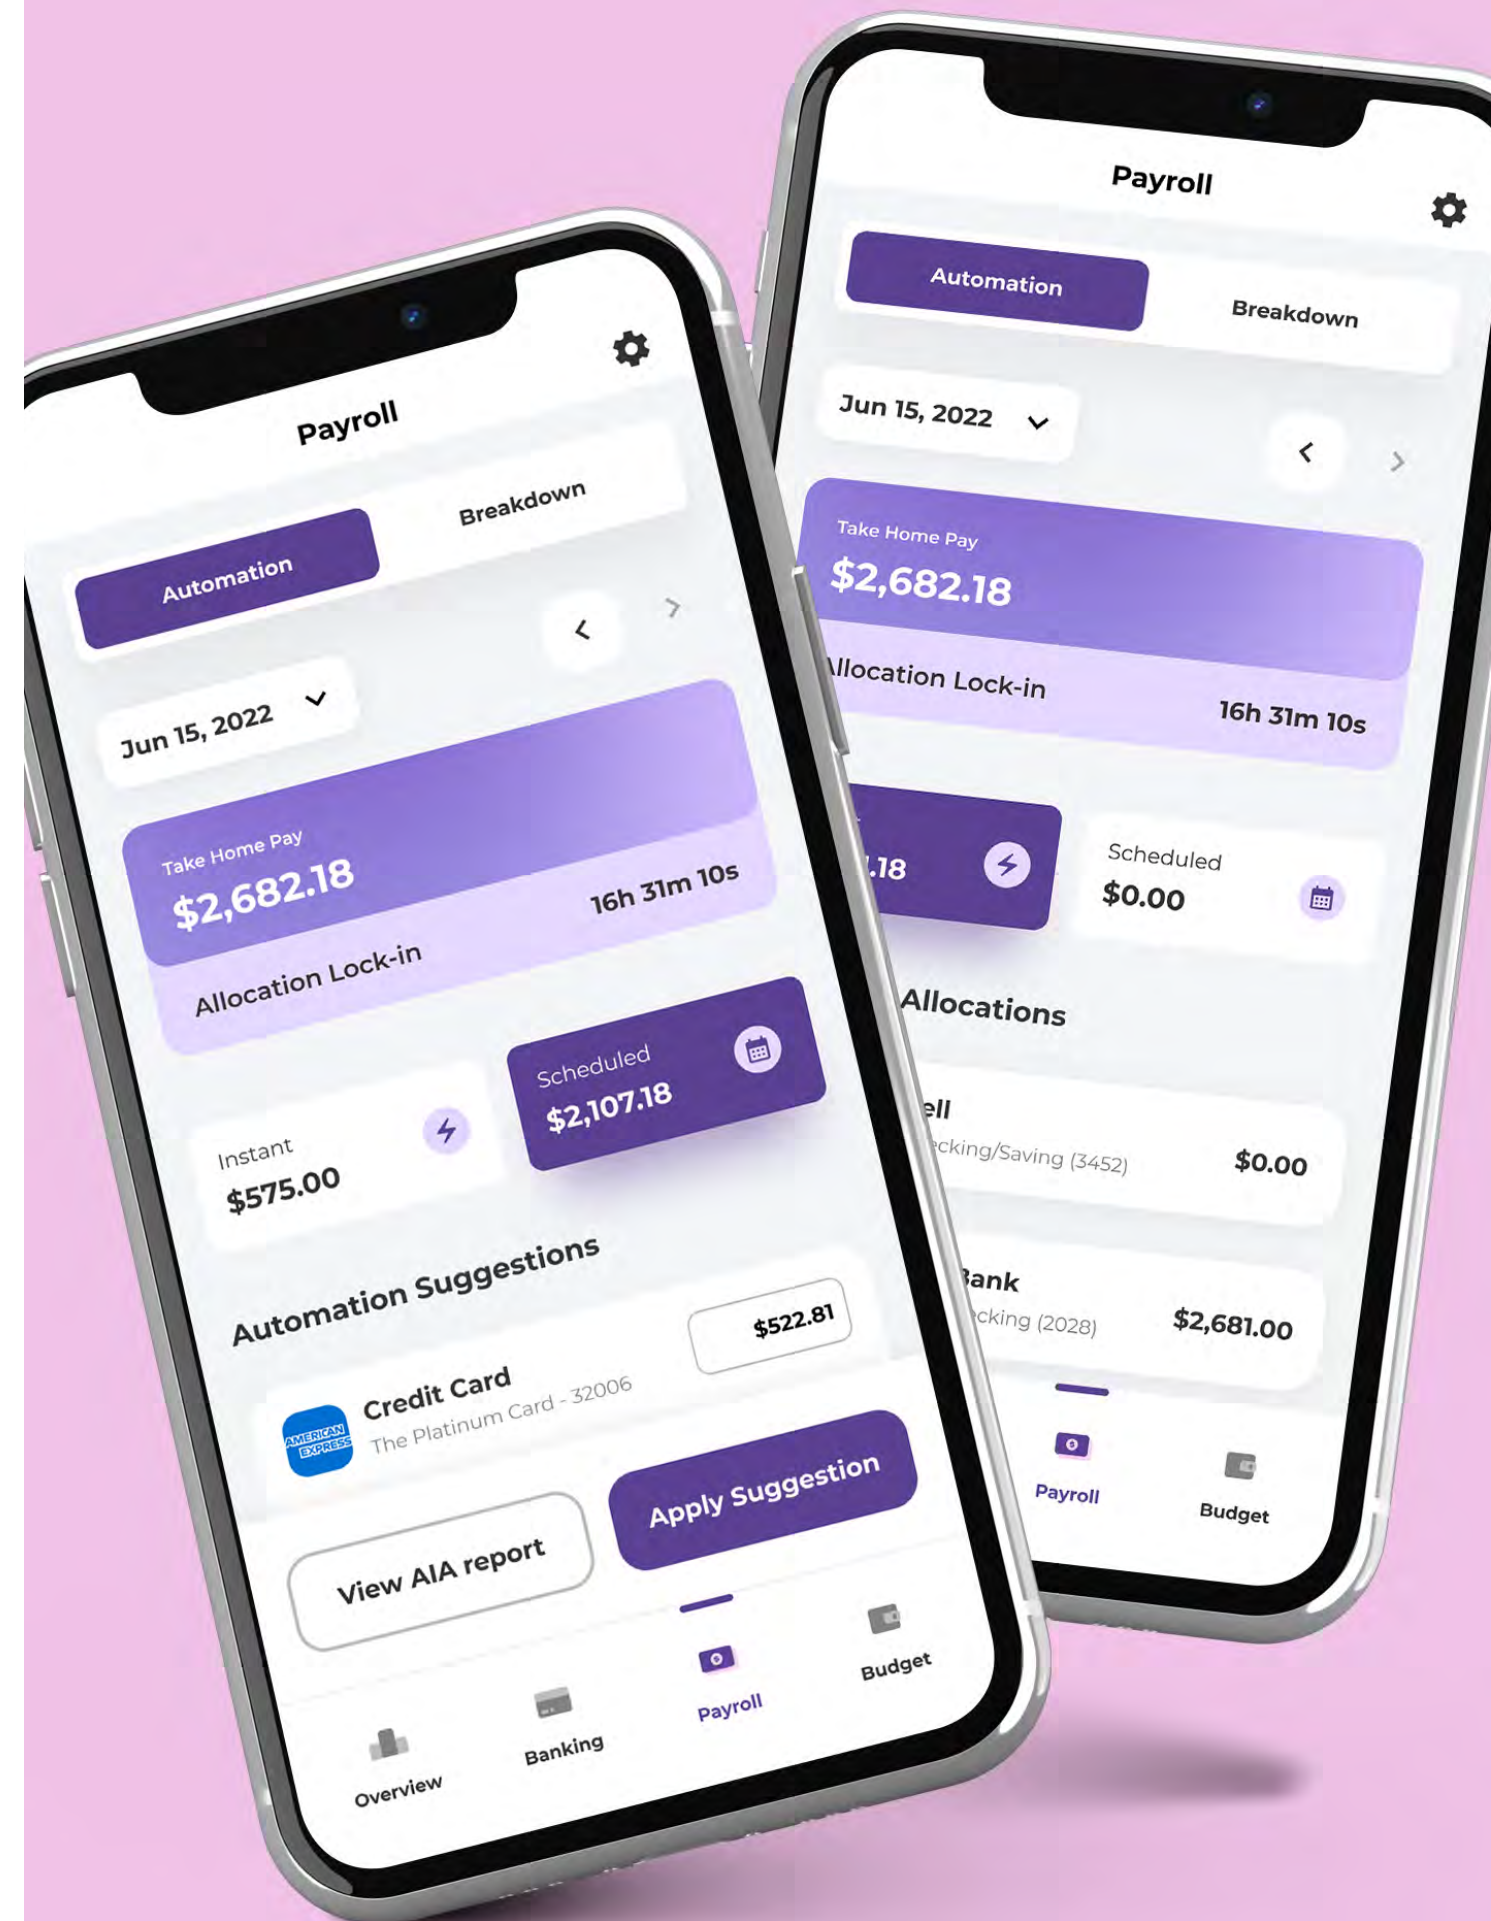 Payroll
Automation
Breakdown
Jun 15, 2022
Take Home Pay
$2,682.18
Allocation Lock-in
16h 31m 10s
Instant
$575.00
Scheduled
$2,107.18
Automation Suggestions
AMERICAN
EXPRESS
Credit Card
The Platinum Card - 32006
$522.81
View AIA report
Apply Suggestion
Overview
Banking
Payroll
Budget
Payroll
Automation
Breakdown
Jun 15, 2022
Take Home Pay
$2,682.18
Allocation Lock-in
16h 31m 10s
.18
Scheduled
$0.00
Allocations
ell
ecking/Saving (3452)
$0.00
Bank
ecking (2028)
$2,681.00
Payroll
Budget